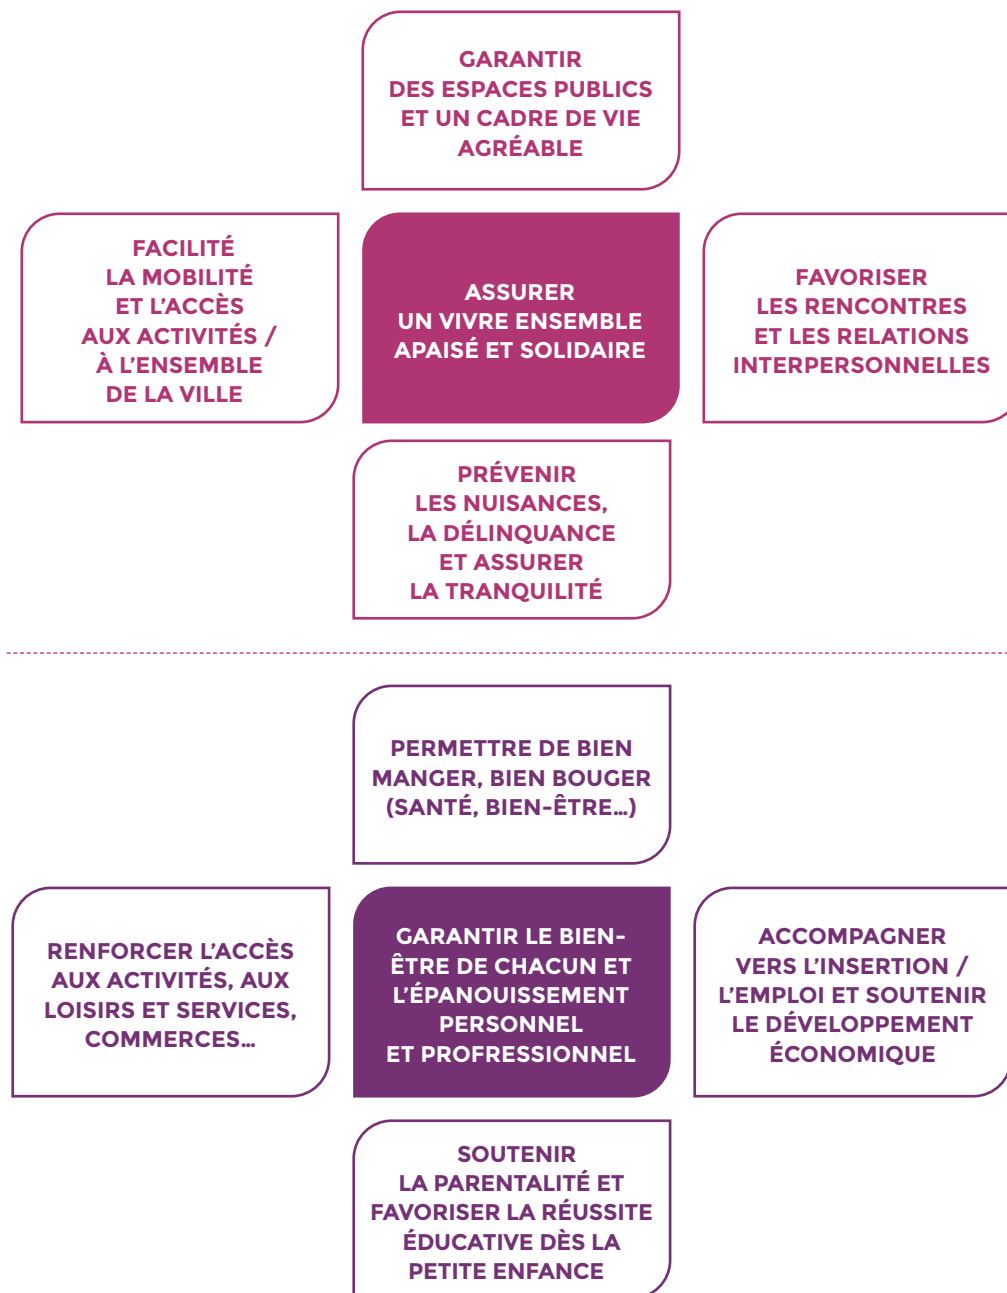 GARANTIR
DES ESPACES PUBLICS
ET UN CADRE DE VIE
AGRÉABLE
FACILITÉ
LA MOBILITÉ
ET L’ACCÈS
AUX ACTIVITÉS /
À L’ENSEMBLE
DE LA VILLE
ASSURER
UN VIVRE ENSEMBLE
APAISÉ ET SOLIDAIRE
FAVORISER
LES RENCONTRES
ET LES RELATIONS
INTERPERSONNELLES
PRÉVENIR
LES NUISANCES,
LA DÉLINQUANCE
ET ASSURER
LA TRANQUILITÉ
PERMETTRE DE BIEN
MANGER, BIEN BOUGER
(SANTÉ, BIEN-ÊTRE…)
RENFORCER L’ACCÈS
AUX ACTIVITÉS, AUX
LOISIRS ET SERVICES,
COMMERCES…
GARANTIR LE BIEN-
ÊTRE DE CHACUN ET
L’ÉPANOUISSEMENT
PERSONNEL
ET PROFRESSIONNEL
ACCOMPAGNER
VERS L’INSERTION /
L’EMPLOI ET SOUTENIR
LE DÉVELOPPEMENT
ÉCONOMIQUE
SOUTENIR
LA PARENTALITÉ ET
FAVORISER LA RÉUSSITE
ÉDUCATIVE DÈS LA
PETITE ENFANCE